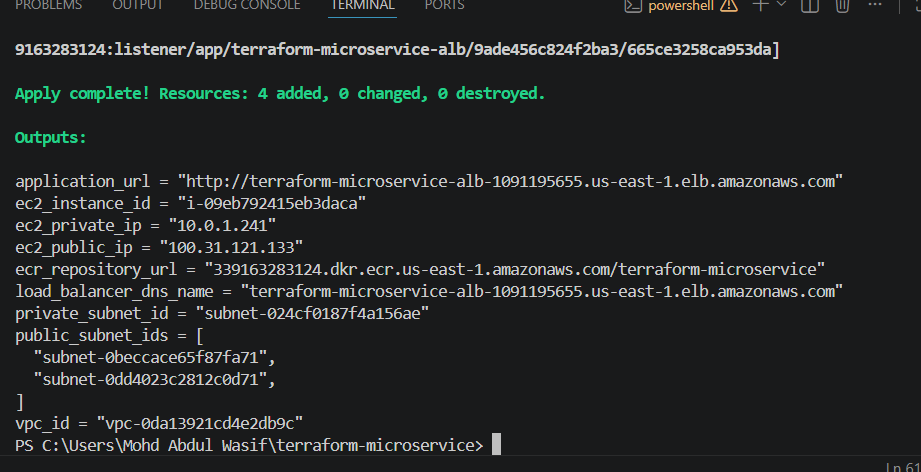 PROBLEMS OUTPUT DEBUG CONSOLE TERMINAL PORTS powershell
9163283124:listener/app/terraform-microservice-alb/9ade456c824f2ba3/665ce3258ca953da]
Apply complete! Resources: 4 added, 0 changed, 0 destroyed.
Outputs:
application_url = "http://terraform-microservice-alb-1091195655.us-east-1.elb.amazonaws.com"
ec2_instance_id = "i-09eb792415eb3daca"
ec2_private_ip = "10.0.1.241"
ec2_public_ip = "100.31.121.133"
ecr_repository_url = "339163283124.dkr.ecr.us-east-1.amazonaws.com/terraform-microservice"
load_balancer_dns_name = "terraform-microservice-alb-1091195655.us-east-1.elb.amazonaws.com"
private_subnet_id = "subnet-024cf0187f4a156ae"
public_subnet_ids = [
"subnet-0beccace65f87fa71",
"subnet-0dd4023c2812c0d71",
]
vpc_id = "vpc-0da13921cd4e2db9c"
PS C:\Users\Mohd Abdul Wasif\terraform-microservice>